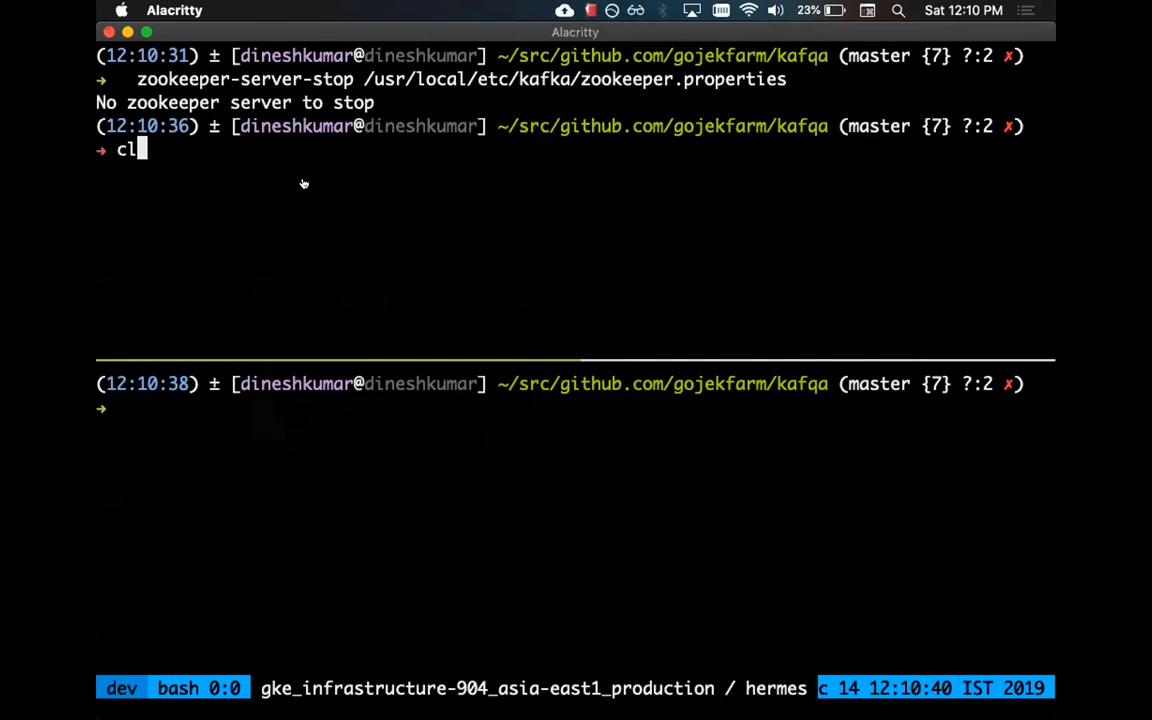 Alacritty 23% Sat 12:10 PM
Alacritty
(12:10:31) ± [dineshkumar@dineshkumar] ~/src/github.com/gojekfarm/kafqa (master {7} ?:2 ✗)
→ zookeeper-server-stop /usr/local/etc/kafka/zookeeper.properties
No zookeeper server to stop
(12:10:36) ± [dineshkumar@dineshkumar] ~/src/github.com/gojekfarm/kafqa (master {7} ?:2 ✗)
→ cl
(12:10:38) ± [dineshkumar@dineshkumar] ~/src/github.com/gojekfarm/kafqa (master {7} ?:2 ✗)
→
dev bash 0:0 gke_infrastructure-904_asia-east1_production / hermes c 14 12:10:40 IST 2019